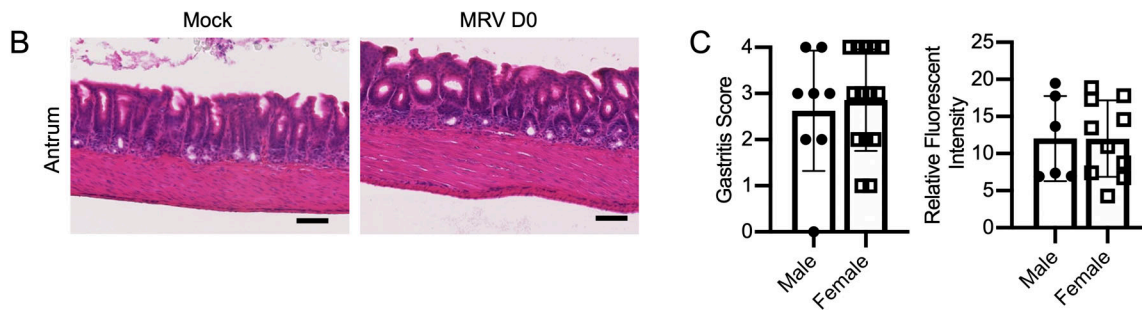 B
Mock
MRV D0
Antrum
C
Gastritis Score
4
3
2
1
0
Male
Female
Relative Fluorescent
Intensity
25
20
15
10
5
0
Male
Female